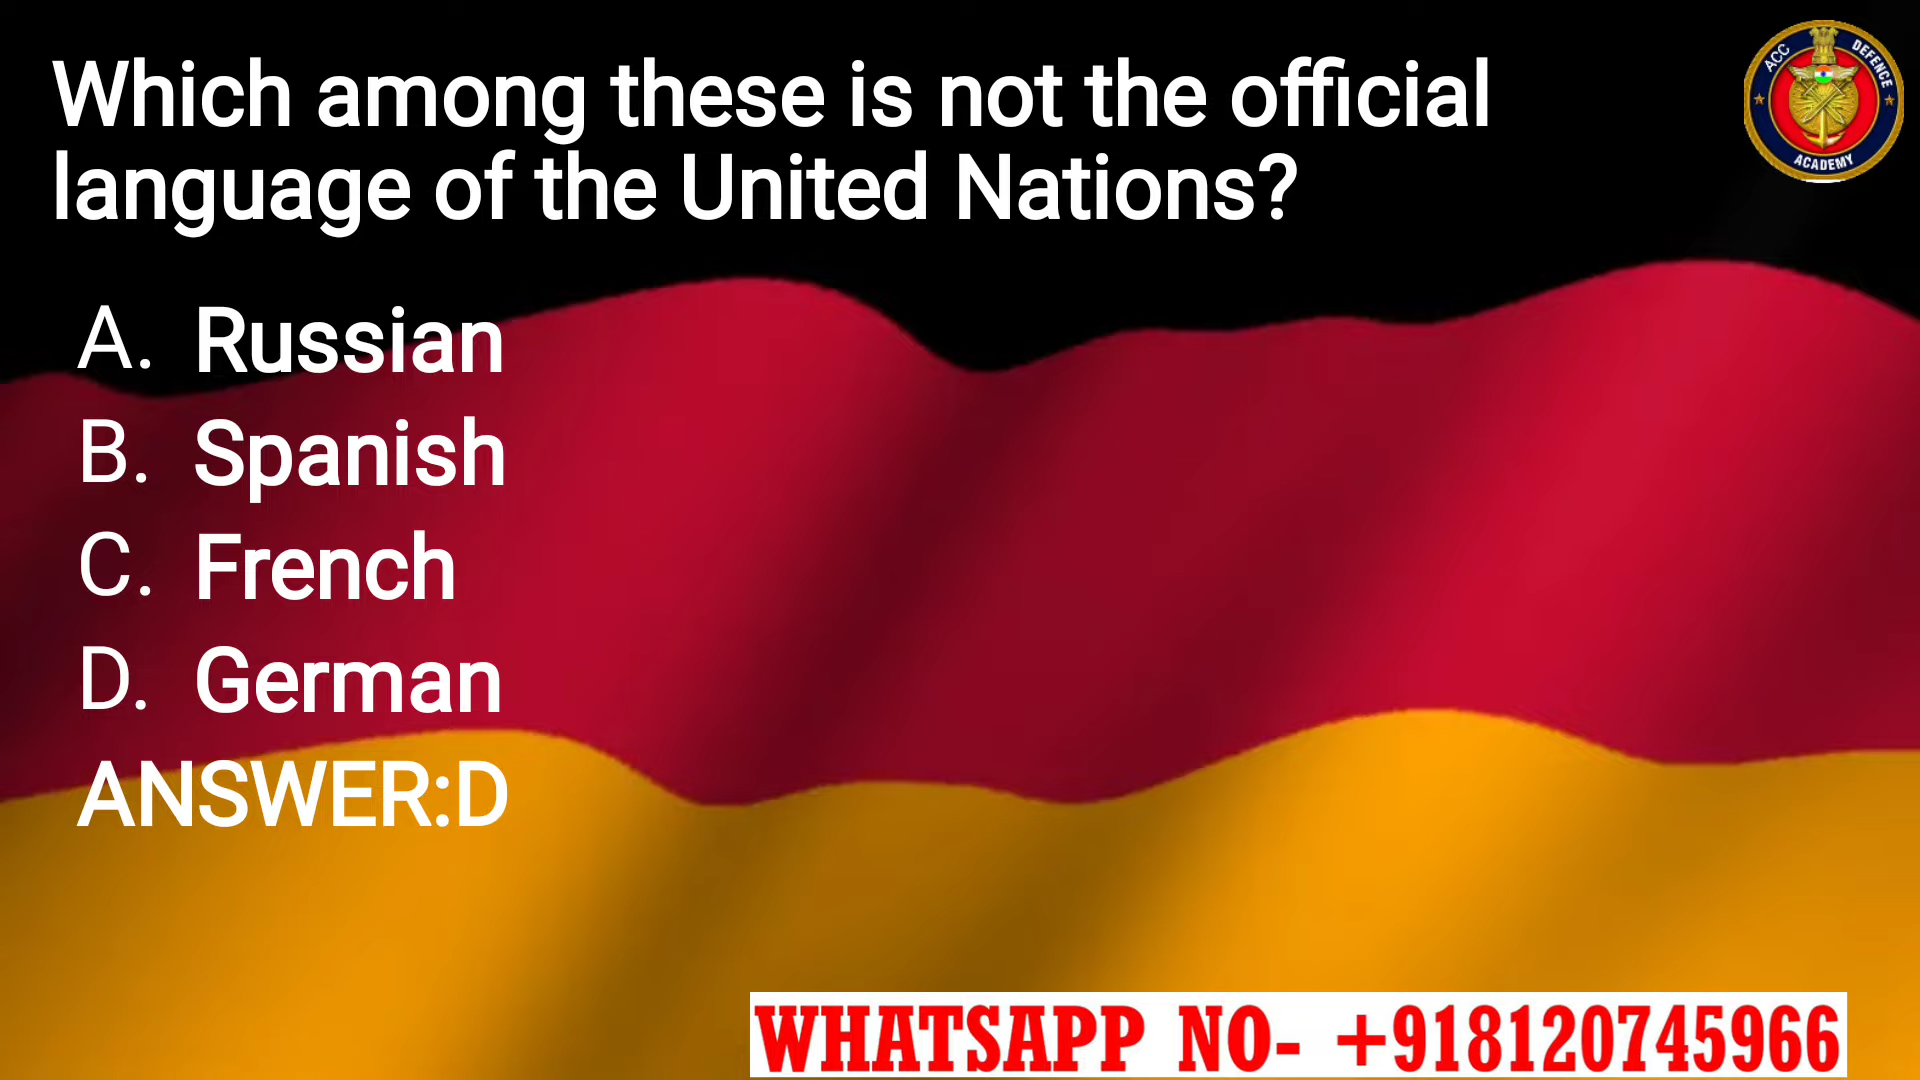 Which among these is not the official
language of the United Nations?
A. Russian
B. Spanish
C. French
D. German
ANSWER:D
ACC DEFENCE
ACADEMY
WHATSAPP NO- +918120745966